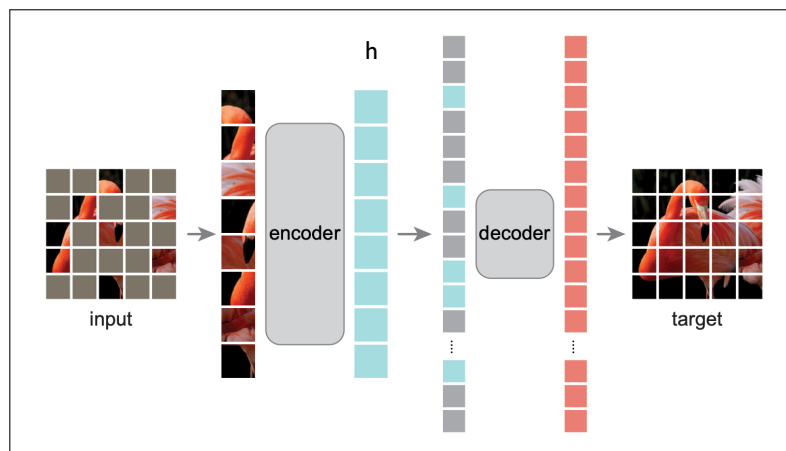 h
encoder
decoder
input
target